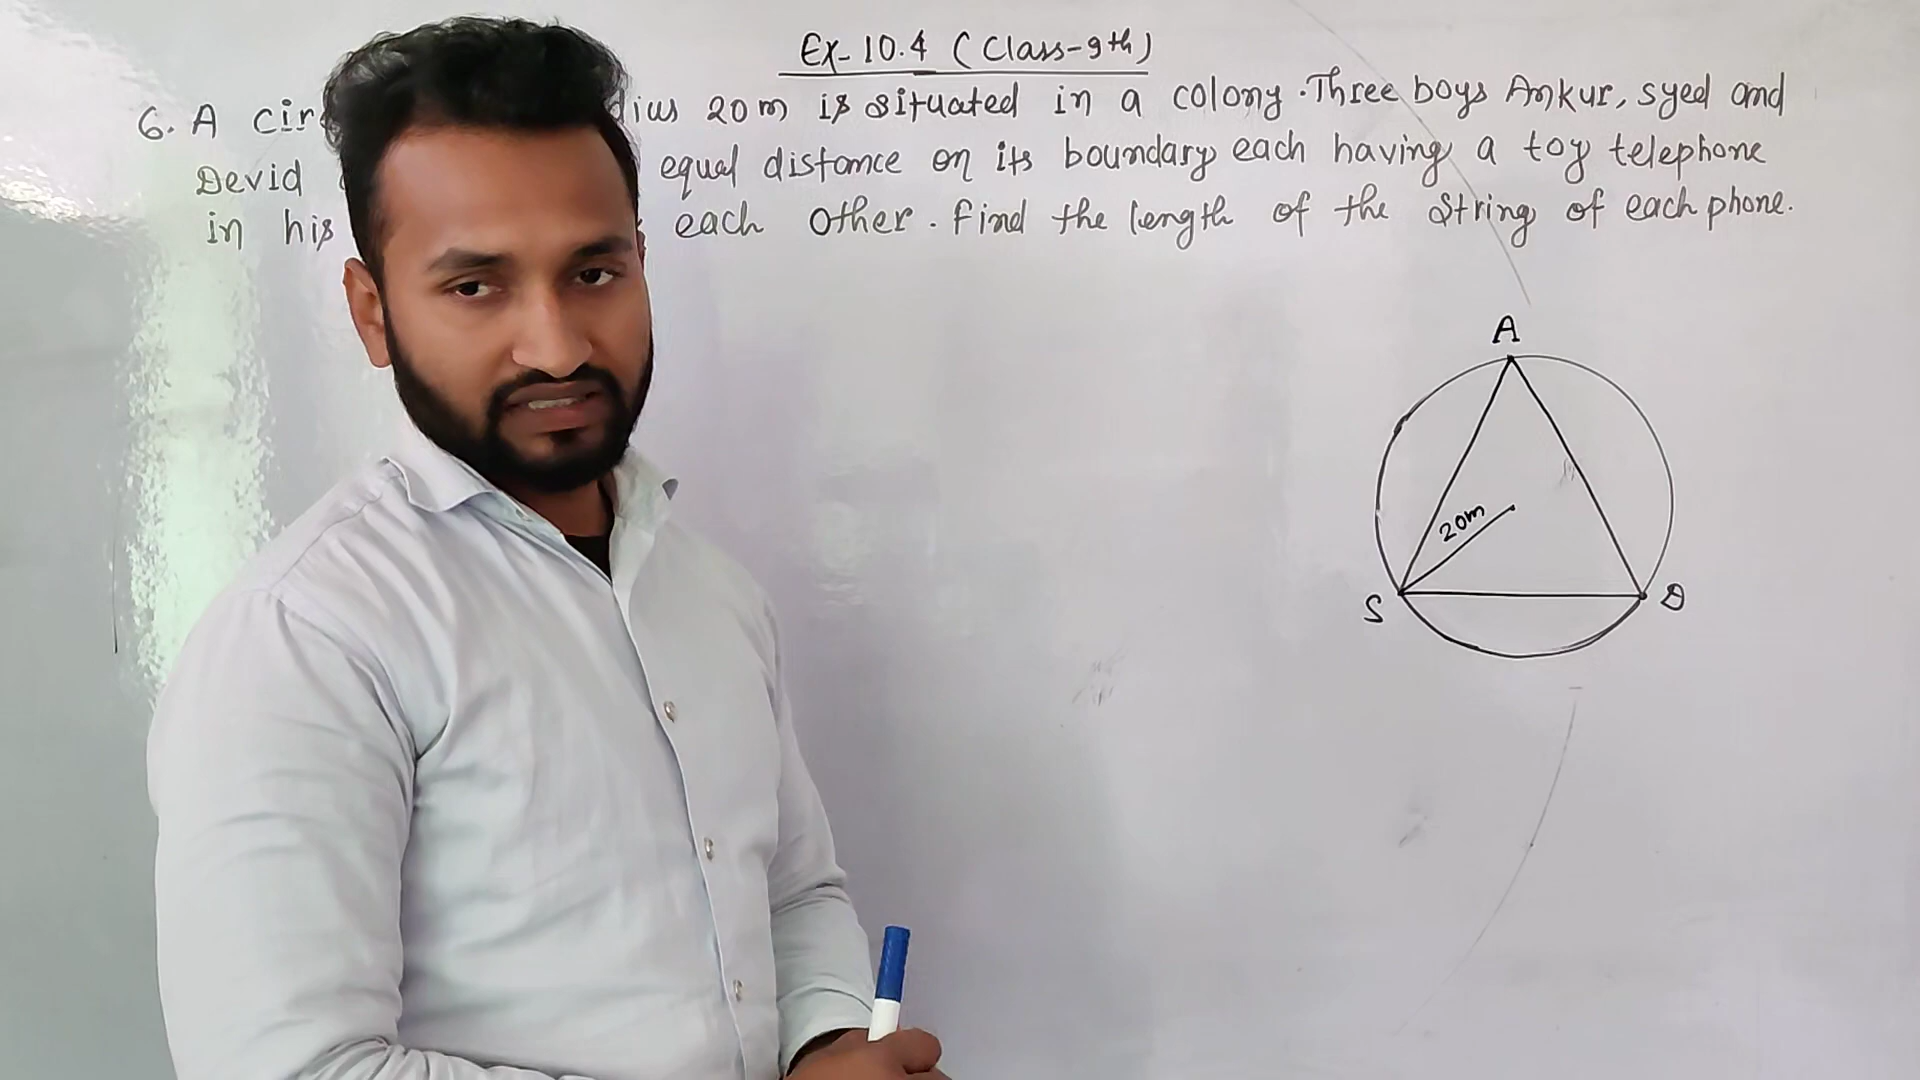 Ex- 10.4 (Class-9th)
6. A cir dius 20m is situated in a colony. Three boys Ankur, syed and
Devid equal distance on its boundary each having a toy telephone
in his each other. find the length of the string of each phone.
A
20m
S D